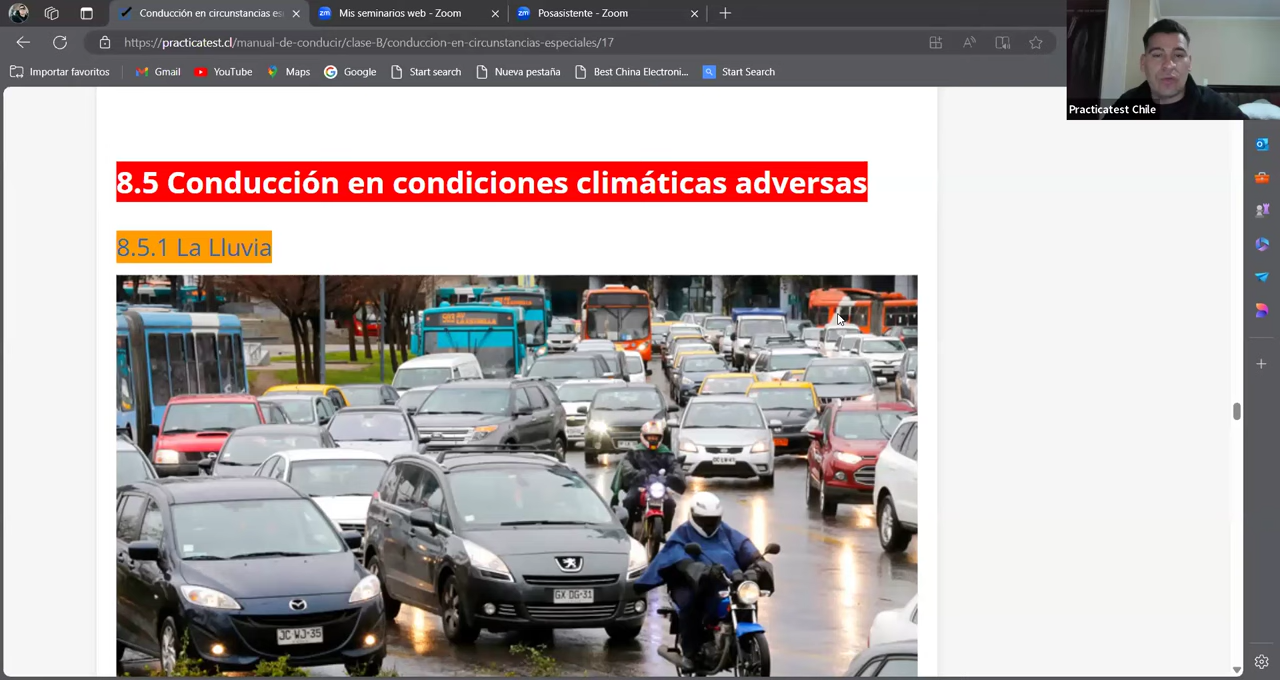 Conducción en circunstancias es
Mis seminarios web - Zoom
Posasistente - Zoom
https://practicatest.cl/manual-de-conducir/clase-B/conduccion-en-circunstancias-especiales/17
Importar favoritos
Gmail
YouTube
Maps
Google
Start search
Nueva pestaña
Best China Electroni...
Start Search
Practicatest Chile
8.5 Conducción en condiciones climáticas adversas
8.5.1 La Lluvia
503
GX DG·31
JC WJ·35